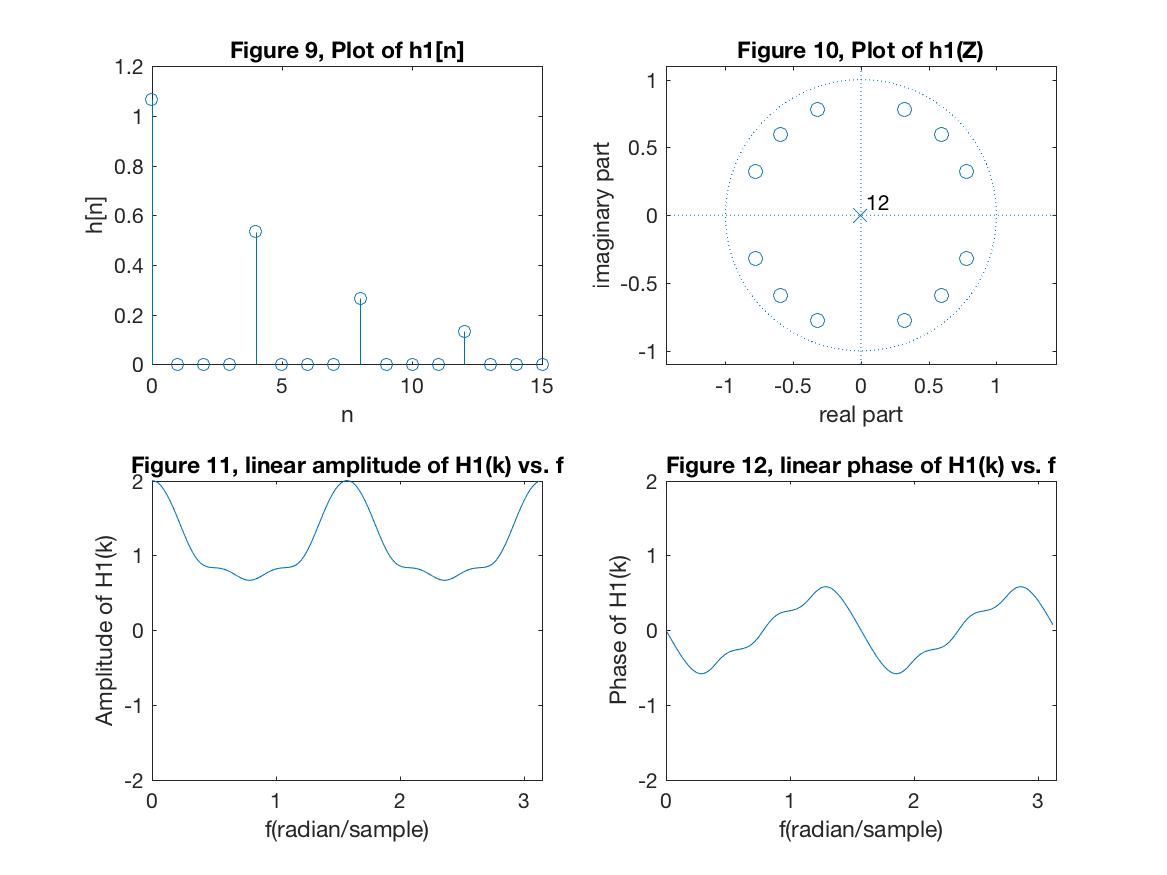 Figure 9, Plot of h1[n]
1.2
1
0.8
0.6
0.4
0.2
0
h[n]
0 5 10 15
n
Figure 10, Plot of h1(Z)
1
0.5
0
-0.5
-1
imaginary part
12
-1 -0.5 0 0.5 1
real part
Figure 11, linear amplitude of H1(k) vs. f
2
1
0
-1
-2
Amplitude of H1(k)
0 1 2 3
f(radian/sample)
Figure 12, linear phase of H1(k) vs. f
2
1
0
-1
-2
Phase of H1(k)
0 1 2 3
f(radian/sample)